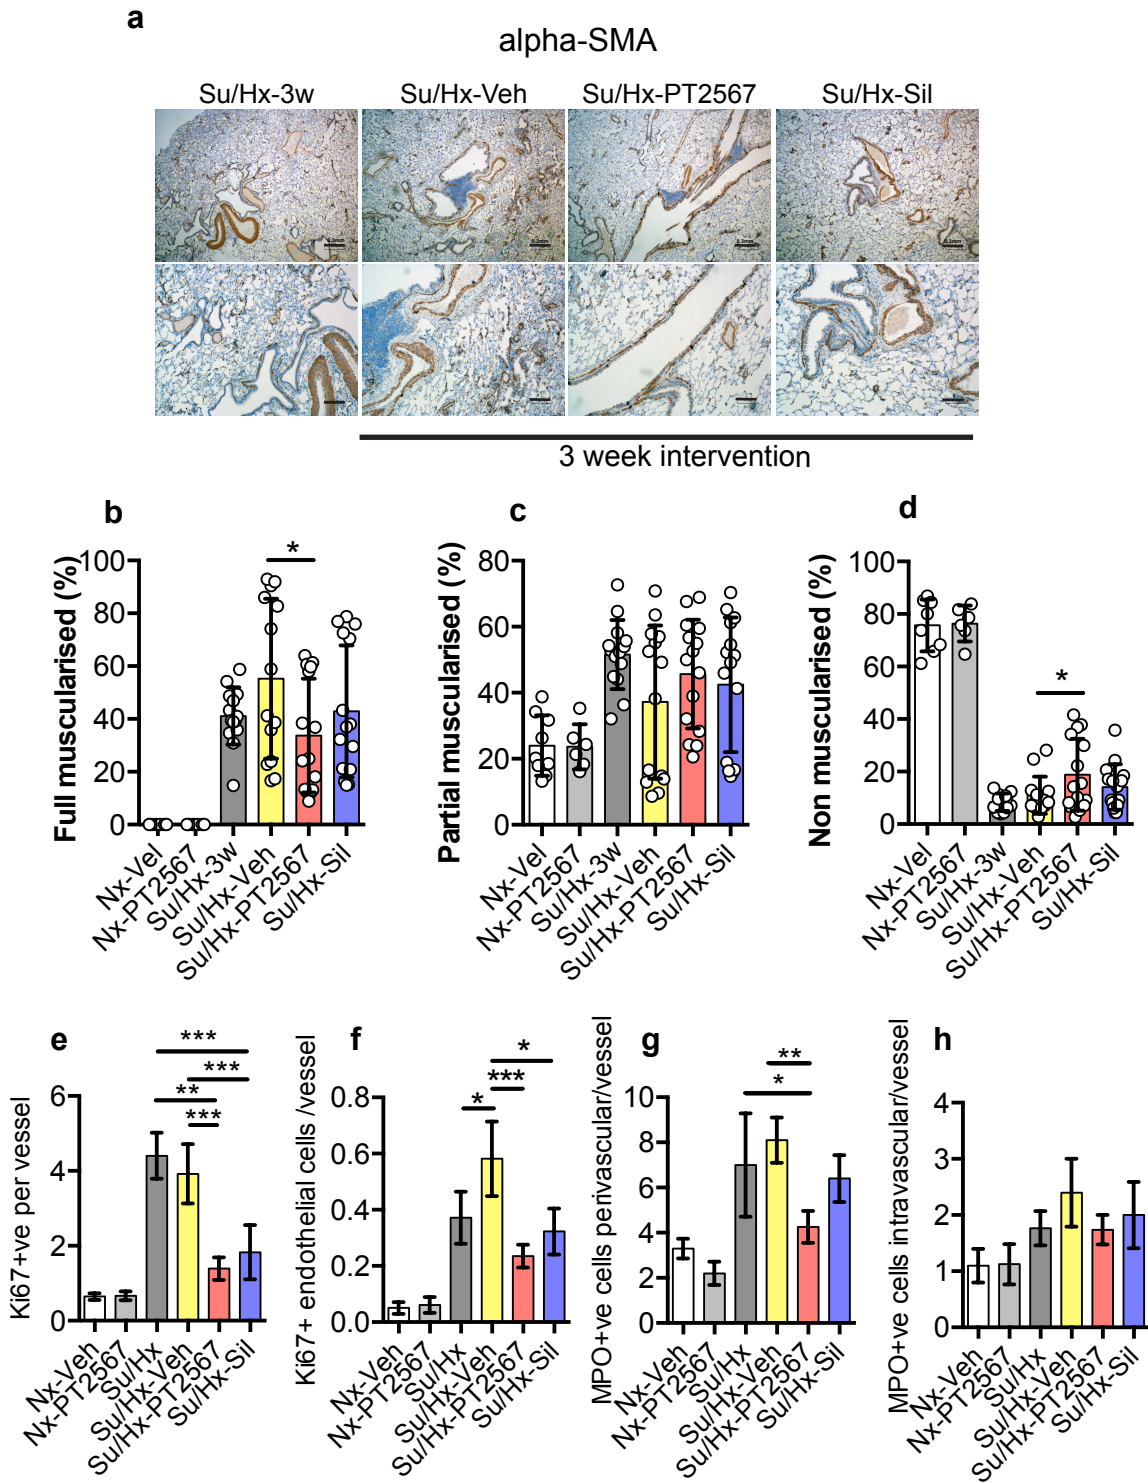 a
alpha-SMA
Su/Hx-3w Su/Hx-Veh Su/Hx-PT2567 Su/Hx-Sil
0.3mm 0.3mm 0.3mm 0.3mm
3 week intervention
b
Full muscularised (%)
100
80
60
40
20
0
*
Nx-Vel
Nx-PT2567
Su/Hx-3w
Su/Hx-Veh
Su/Hx-PT2567
Su/Hx-Sil
c
Partial muscularised (%)
80
60
40
20
0
Nx-Vel
Nx-PT2567
Su/Hx-3w
Su/Hx-Veh
Su/Hx-PT2567
Su/Hx-Sil
d
Non muscularised (%)
100
80
60
40
20
0
*
Nx-Vel
Nx-PT2567
Su/Hx-3w
Su/Hx-Veh
Su/Hx-PT2567
Su/Hx-Sil
e
Ki67+ve per vessel
6
4
2
0
***
***
**
***
Nx-Veh
Nx-PT2567
Su/Hx
Su/Hx-Veh
Su/Hx-PT2567
Su/Hx-Sil
f
Ki67+ endothelial cells /vessel
0.8
0.6
0.4
0.2
0.0
*
***
*
Nx-Veh
Nx-PT2567
Su/Hx
Su/Hx-Veh
Su/Hx-PT2567
Su/Hx-Sil
g
MPO+ve cells perivascular/vessel
10
8
6
4
2
0
**
*
Nx-Veh
Nx-PT2567
Su/Hx
Su/Hx-Veh
Su/Hx-PT2567
Su/Hx-Sil
h
MPO+ve cells intravascular/vessel
4
3
2
1
0
Nx-Veh
Nx-PT2567
Su/Hx
Su/Hx-Veh
Su/Hx-PT2567
Su/Hx-Sil